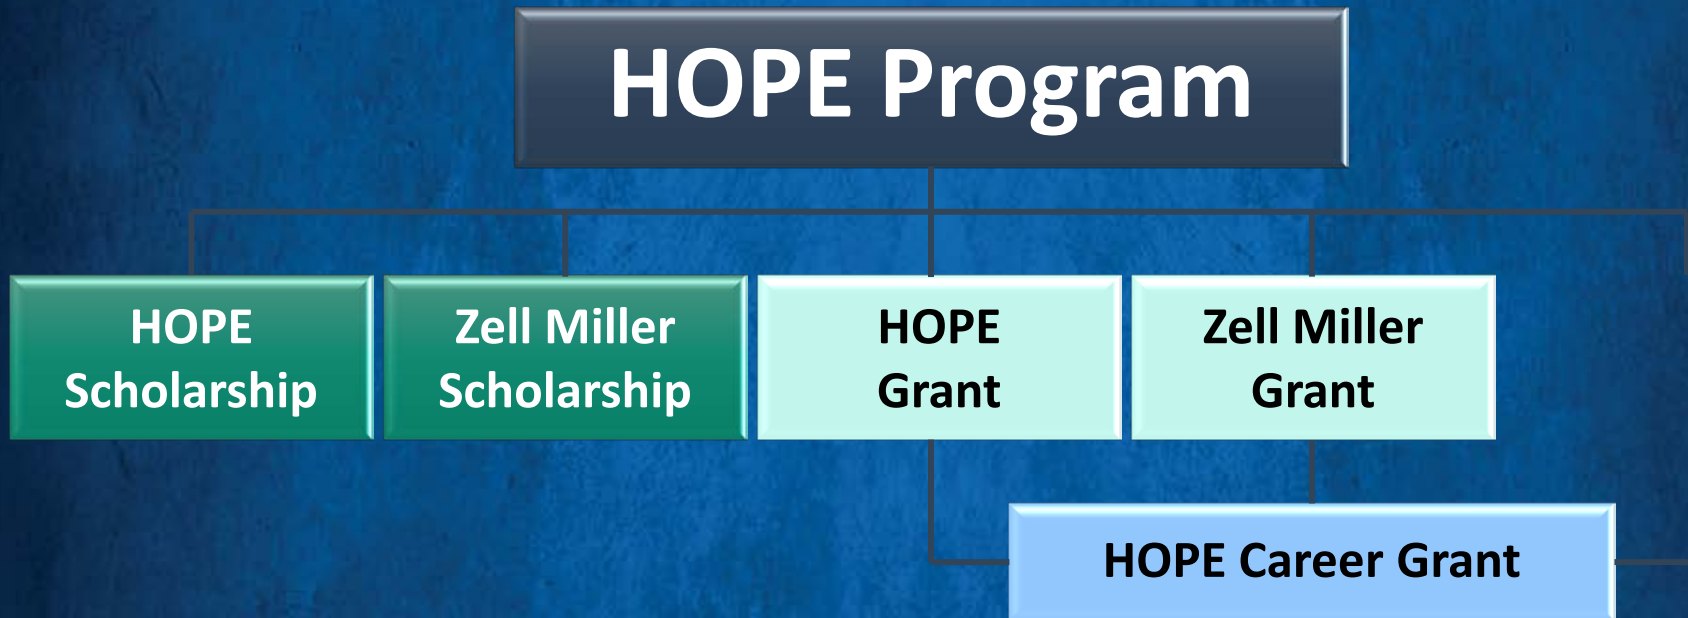 HOPE Program
HOPE
Scholarship
Zell Miller
Scholarship
HOPE
Grant
Zell Miller
Grant
HOPE Career Grant